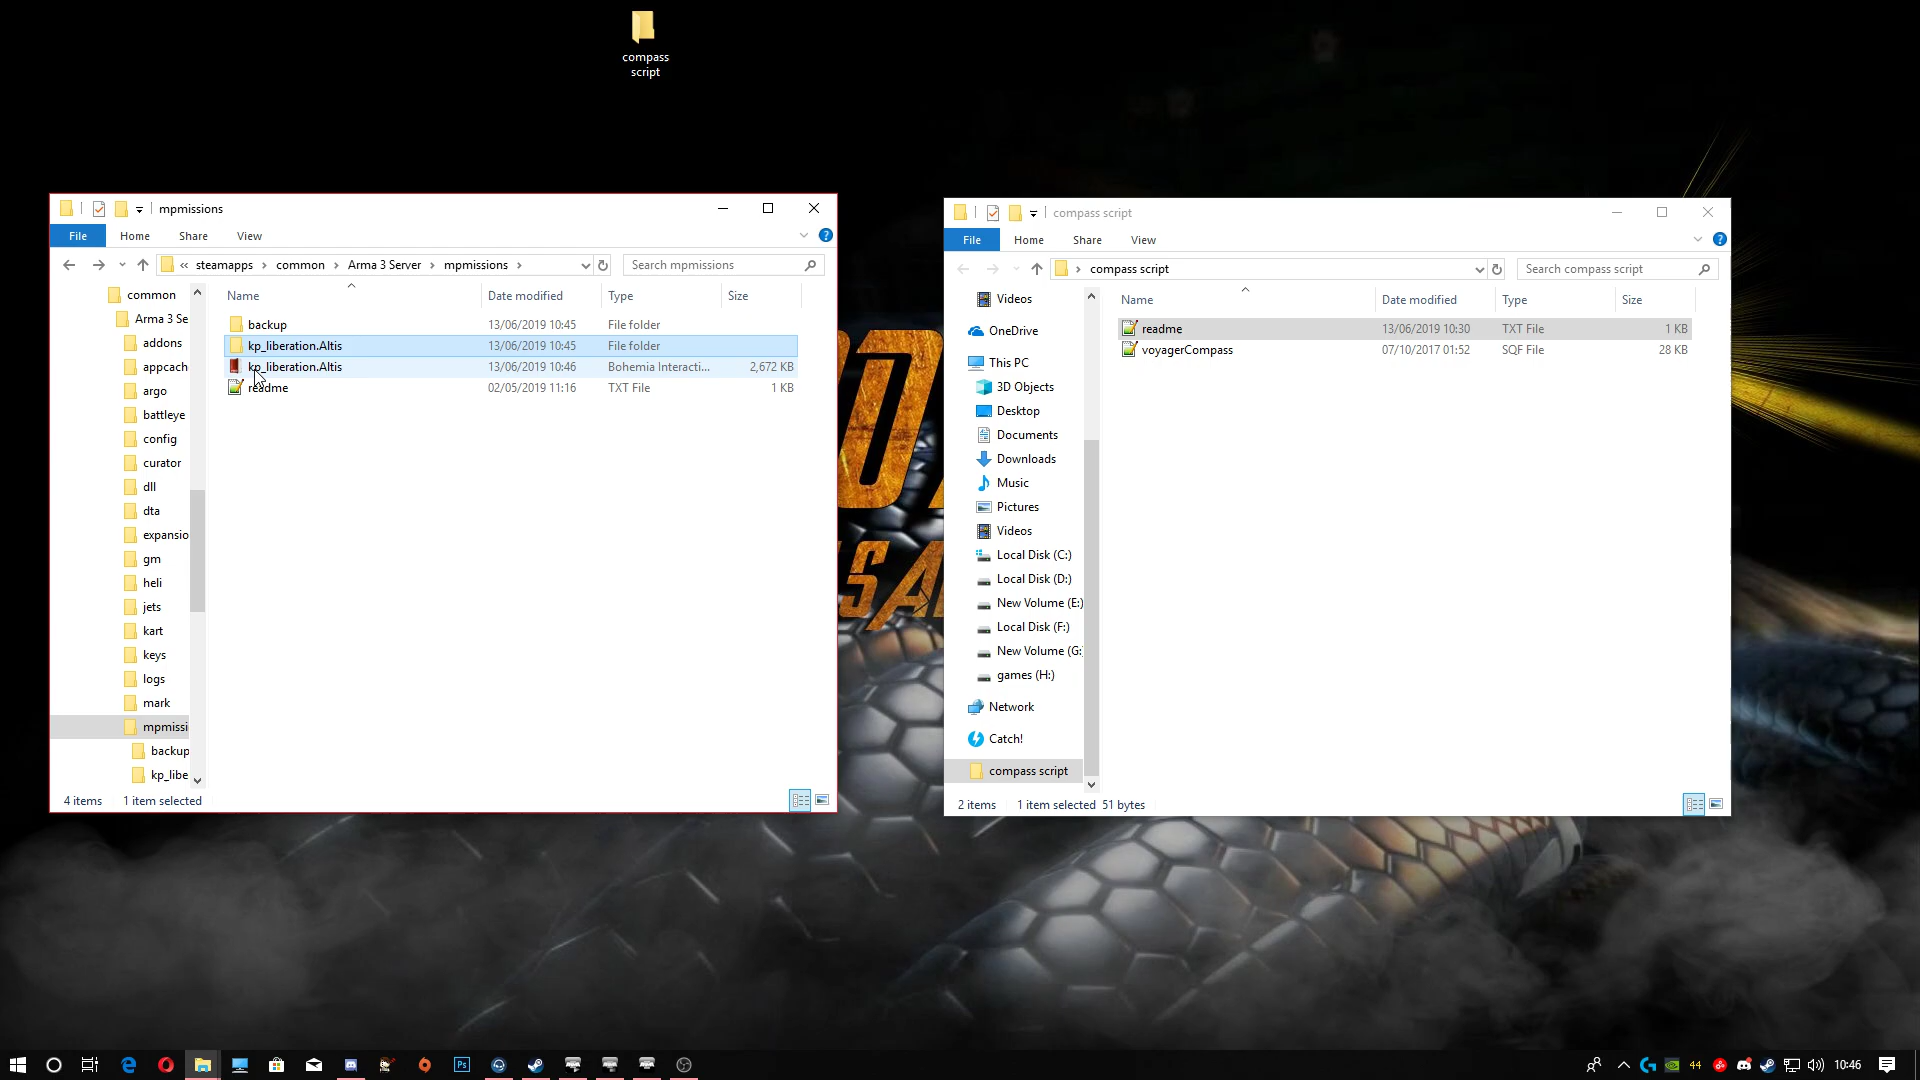 compass
script
mpmissions
File Home Share View
steamapps common Arma 3 Server mpmissions Search mpmissions
Name Date modified Type Size
common
Arma 3 Se
addons
appcach
argo
battleye
config
curator
dll
dta
expansio
gm
heli
jets
kart
keys
logs
mark
mpmissi
backup
kp_libe
backup 13/06/2019 10:45 File folder
kp_liberation.Altis 13/06/2019 10:45 File folder
kp_liberation.Altis 13/06/2019 10:46 Bohemia Interacti... 2,672 KB
readme 02/05/2019 11:16 TXT File 1 KB
4 items 1 item selected
compass script
File Home Share View
compass script Search compass script
Name Date modified Type Size
Videos
OneDrive
This PC
3D Objects
Desktop
Documents
Downloads
Music
Pictures
Videos
Local Disk (C:)
Local Disk (D:)
New Volume (E:)
Local Disk (F:)
New Volume (G:
games (H:)
Network
Catch!
compass script
readme 13/06/2019 10:30 TXT File 1 KB
voyagerCompass 07/10/2017 01:52 SQF File 28 KB
2 items 1 item selected 51 bytes
Ps
44 10:46